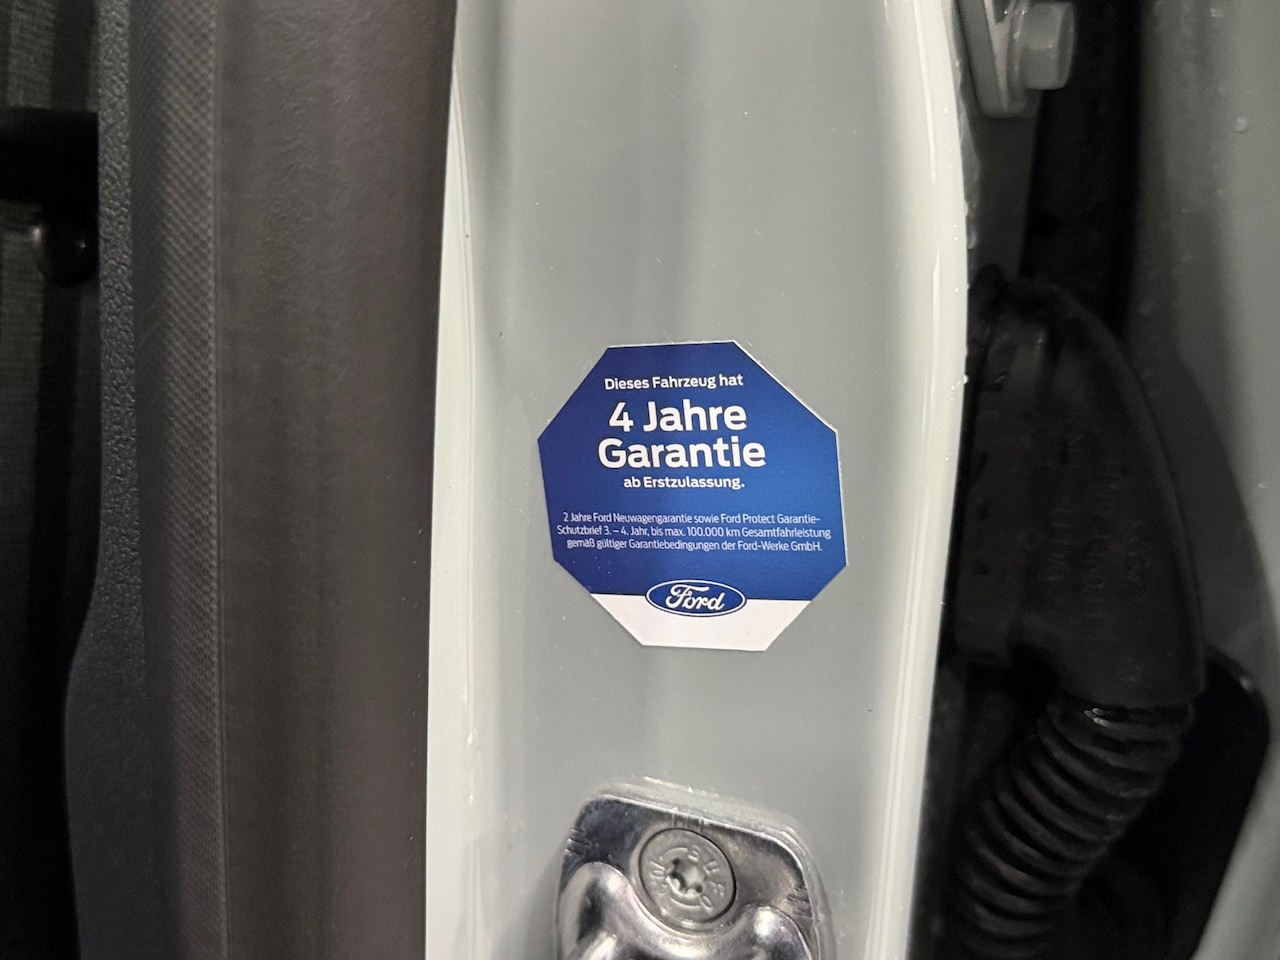 Dieses Fahrzeug hat
4 Jahre
Garantie
ab Erstzulassung.
2 Jahre Ford Neuwagengarantie sowie Ford Protect Garantie-
Schutzbrief 3. – 4. Jahr, bis max. 100.000 km Gesamtfahrleistung
gemäß gültiger Garantiebedingungen der Ford-Werke GmbH.
Ford